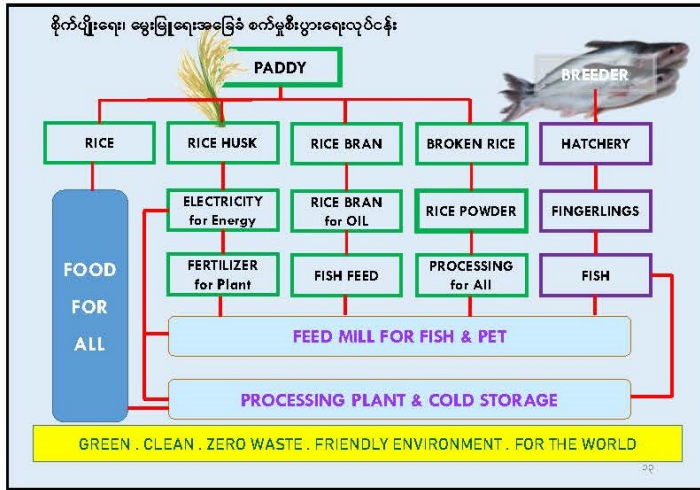 စိုက်ပျိုးရေး၊ မွေးမြူရေးအခြေခံ စက်မှုစီးပွားရေးလုပ်ငန်း
PADDY
BREEDER
RICE
RICE HUSK
RICE BRAN
BROKEN RICE
HATCHERY
ELECTRICITY
for Energy
RICE BRAN
for OIL
RICE POWDER
FINGERLINGS
FOOD
FOR
ALL
FERTILIZER
for Plant
FISH FEED
PROCESSING
for All
FISH
FEED MILL FOR FISH & PET
PROCESSING PLANT & COLD STORAGE
GREEN . CLEAN . ZERO WASTE . FRIENDLY ENVIRONMENT . FOR THE WORLD
၁၃